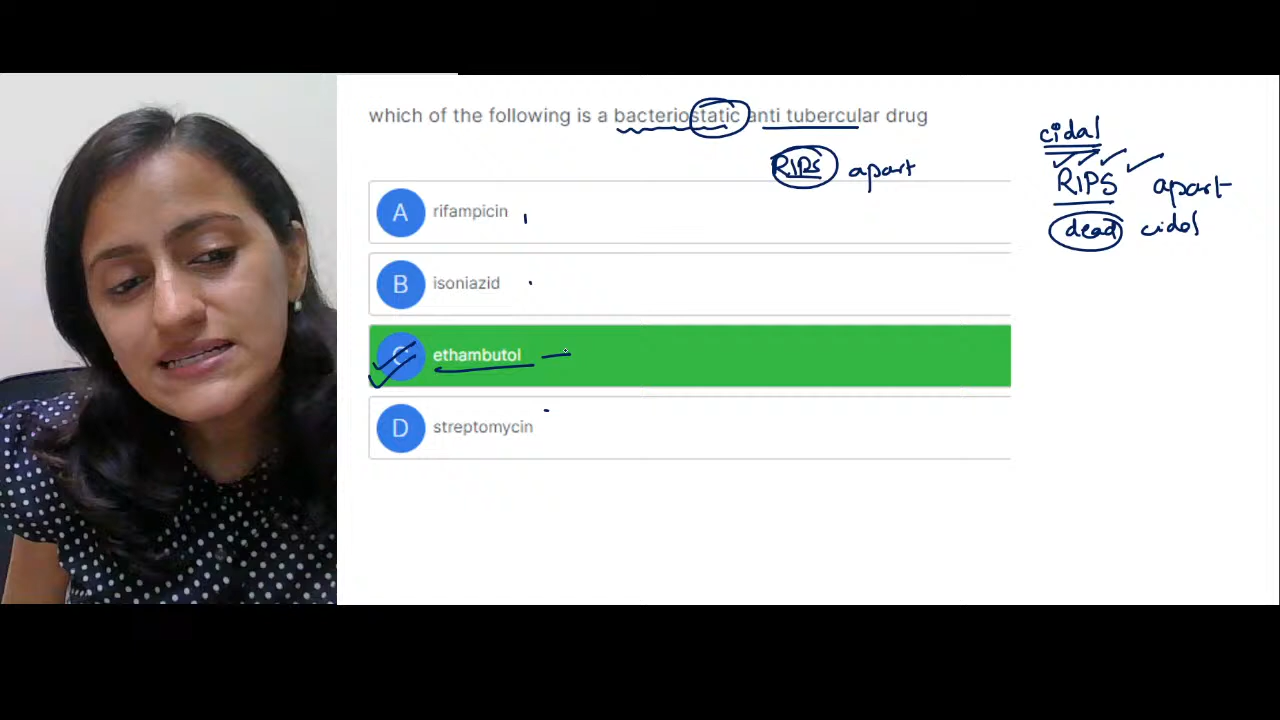 which of the following is a bacteriostatic anti tubercular drug
cidal
RIPS apart
RIPS apart
dead cidal
A rifampicin
B isoniazid
C ethambutol
D streptomycin